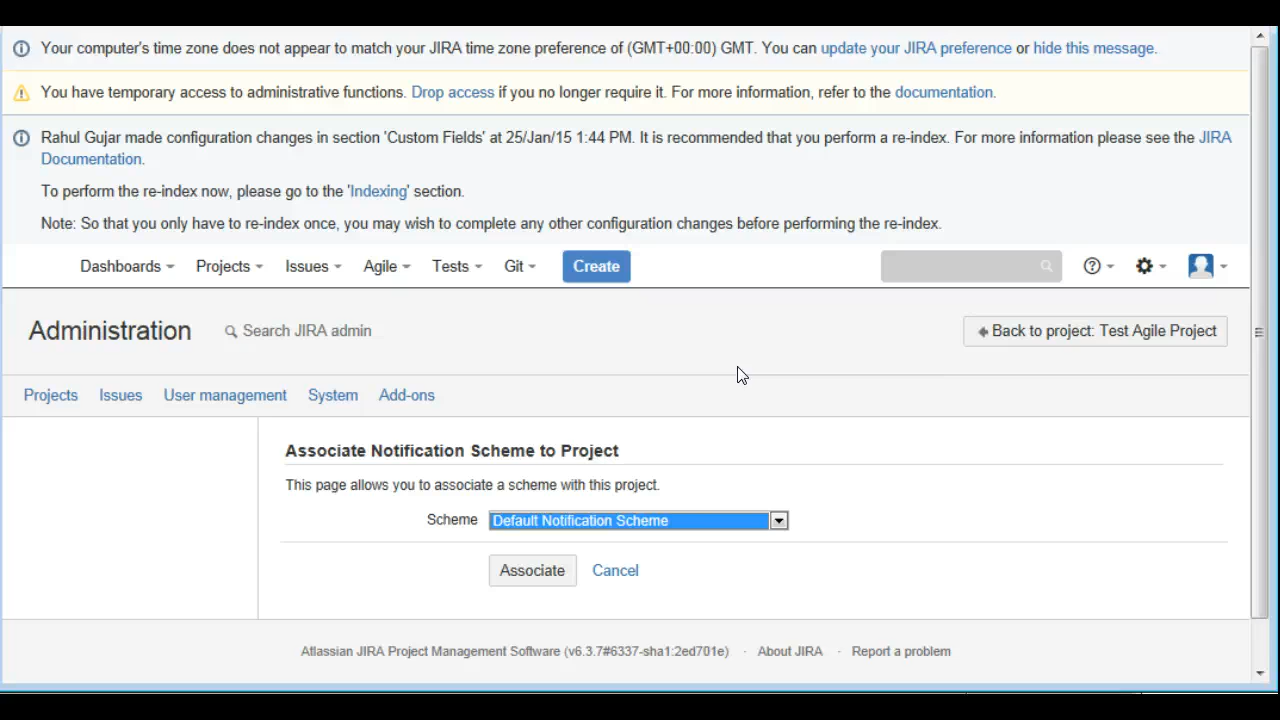 Your computer's time zone does not appear to match your JIRA time zone preference of (GMT+00:00) GMT. You can update your JIRA preference or hide this message.
You have temporary access to administrative functions. Drop access if you no longer require it. For more information, refer to the documentation.
Rahul Gujar made configuration changes in section 'Custom Fields' at 25/Jan/15 1:44 PM. It is recommended that you perform a re-index. For more information please see the JIRA
Documentation.
To perform the re-index now, please go to the 'Indexing' section.
Note: So that you only have to re-index once, you may wish to complete any other configuration changes before performing the re-index.
Dashboards Projects Issues Agile Tests Git Create
Administration Search JIRA admin Back to project: Test Agile Project
Projects Issues User management System Add-ons
Associate Notification Scheme to Project
This page allows you to associate a scheme with this project.
Scheme Default Notification Scheme
Associate Cancel
Atlassian JIRA Project Management Software (v6.3.7#6337-sha1:2ed701e) · About JIRA · Report a problem